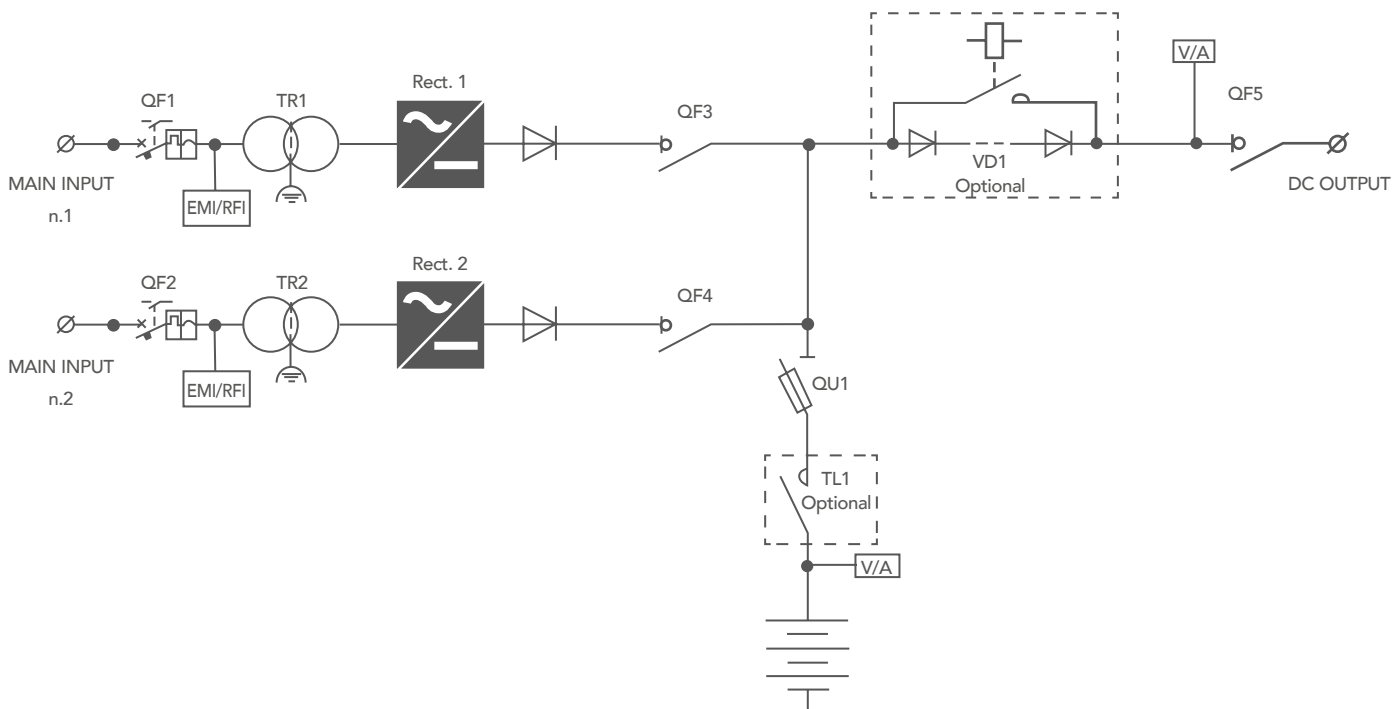 Rect. 1
QF1
TR1
QF3
V/A
QF5
MAIN INPUT
n.1
EMI/RFI
VD1
Optional
DC OUTPUT
Rect. 2
QF2
TR2
QF4
MAIN INPUT
n.2
EMI/RFI
QU1
TL1
Optional
V/A